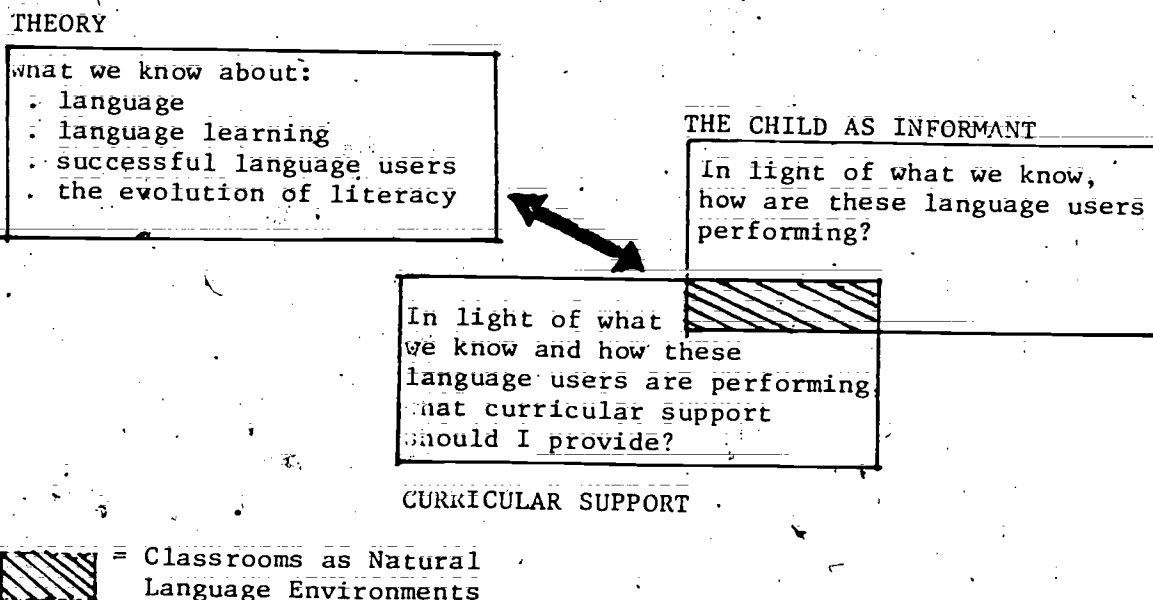 THEORY
what we know about:
. language
. language learning
. successful language users
. the evolution of literacy
THE CHILD AS INFORMANT
In light of what we know,
how are these language users
performing?
In light of what
we know and how these
language users are performing,
what curricular support
should I provide?
CURRICULAR SUPPORT
= Classrooms as Natural
Language Environments